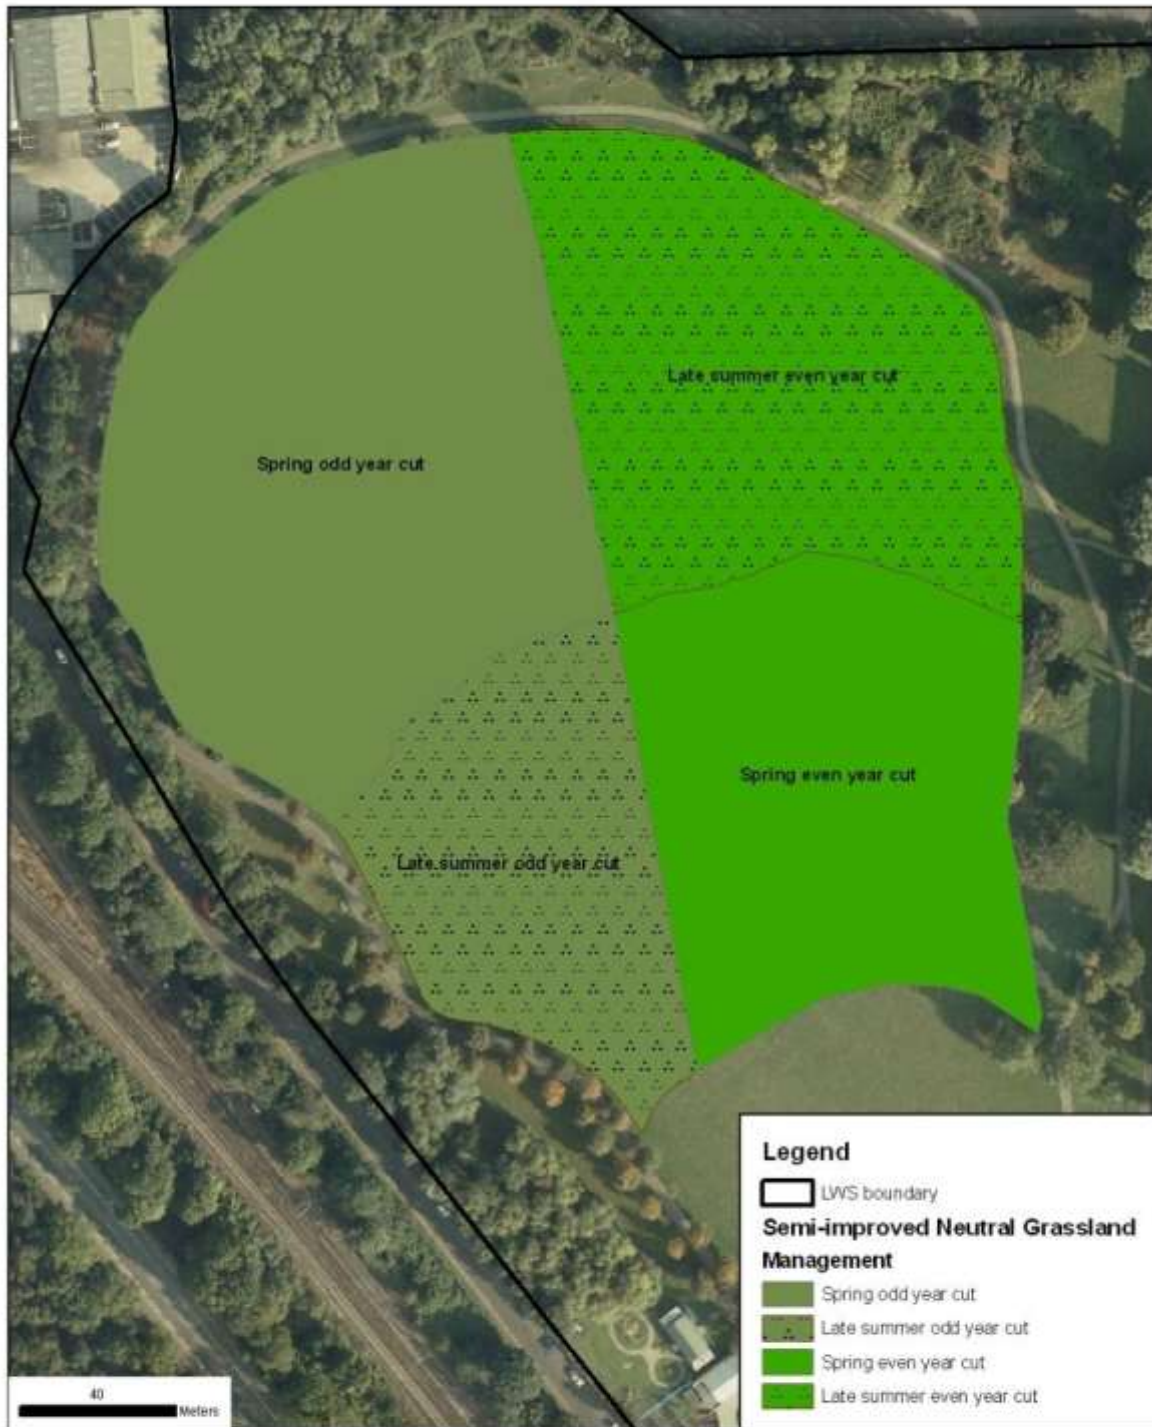 Late summer even year cut
Spring odd year cut
Spring even year cut
Late summer odd year cut
Legend
LWS boundary
Semi-improved Neutral Grassland
Management
Spring odd year cut
Late summer odd year cut
Spring even year cut
Late summer even year cut
40
Meters